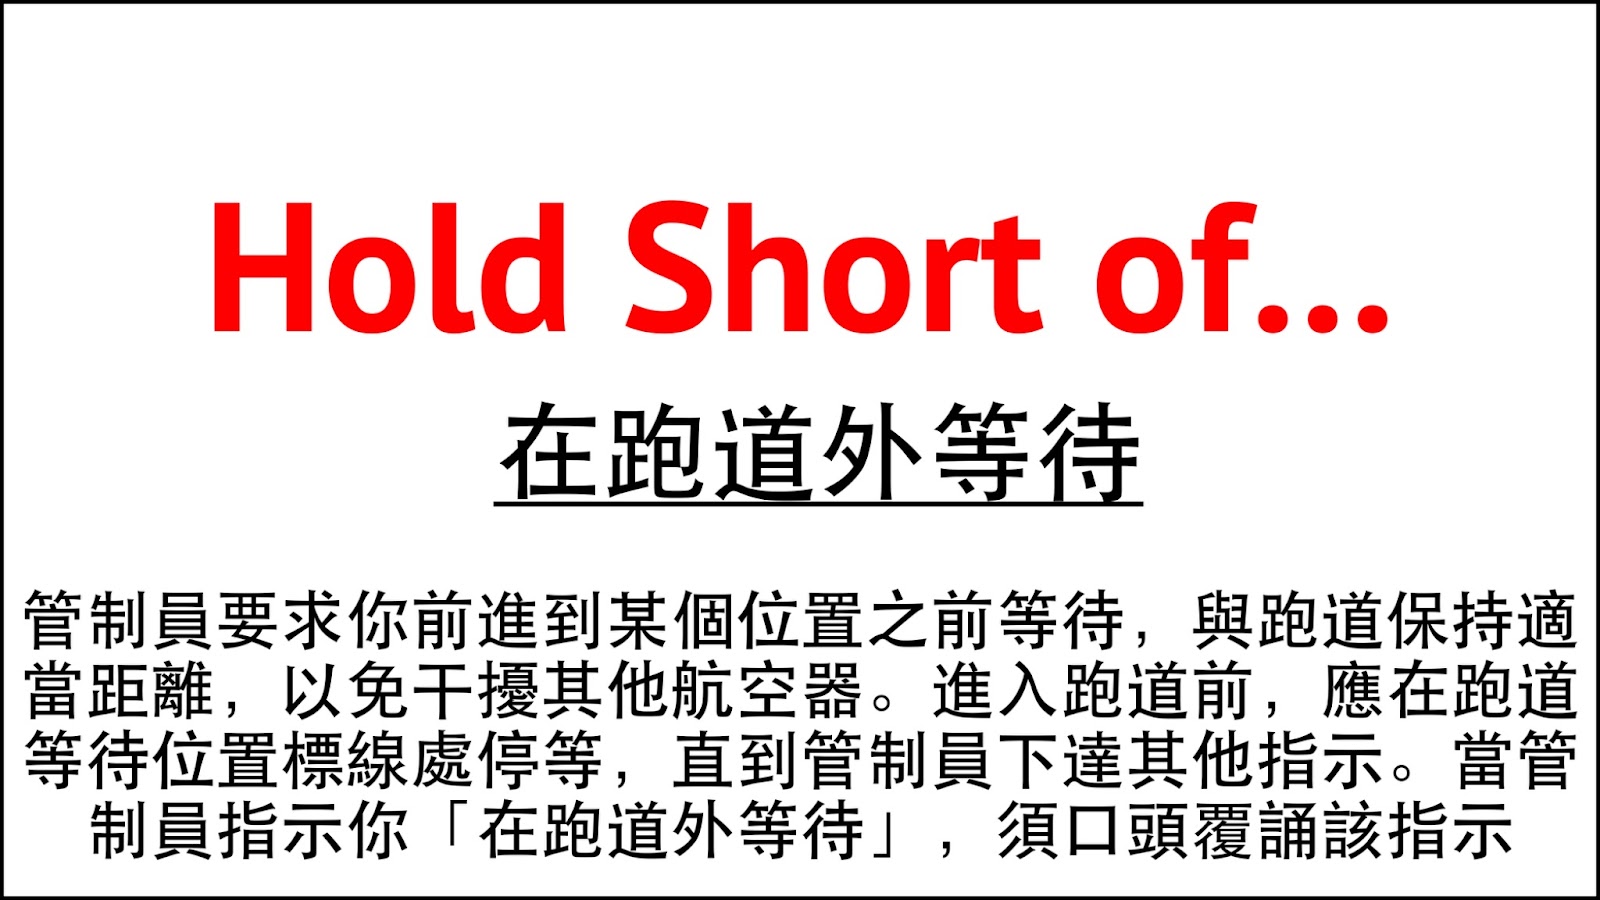 Hold Short of...
在跑道外等待
管制員要求你前進到某個位置之前等待，與跑道保持適
當距離，以免干擾其他航空器。進入跑道前，應在跑道
等待位置標線處停等，直到管制員下達其他指示。當管
制員指示你「在跑道外等待」，須口頭覆誦該指示